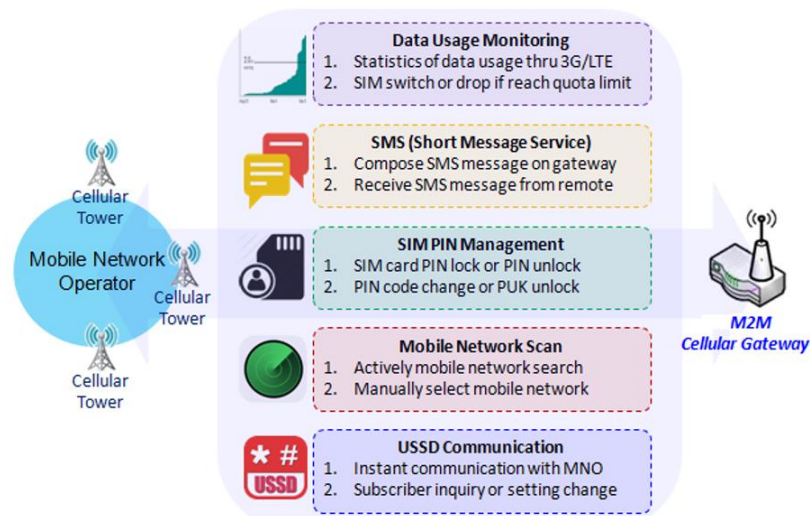 Data Usage Monitoring
1. Statistics of data usage thru 3G/LTE
2. SIM switch or drop if reach quota limit
SMS (Short Message Service)
1. Compose SMS message on gateway
2. Receive SMS message from remote
SIM PIN Management
1. SIM card PIN lock or PIN unlock
2. PIN code change or PUK unlock
Mobile Network Scan
1. Actively mobile network search
2. Manually select mobile network
* #
USSD
USSD Communication
1. Instant communication with MNO
2. Subscriber inquiry or setting change
Cellular
Tower
Mobile Network
Operator
Cellular
Tower
Cellular
Tower
M2M
Cellular Gateway